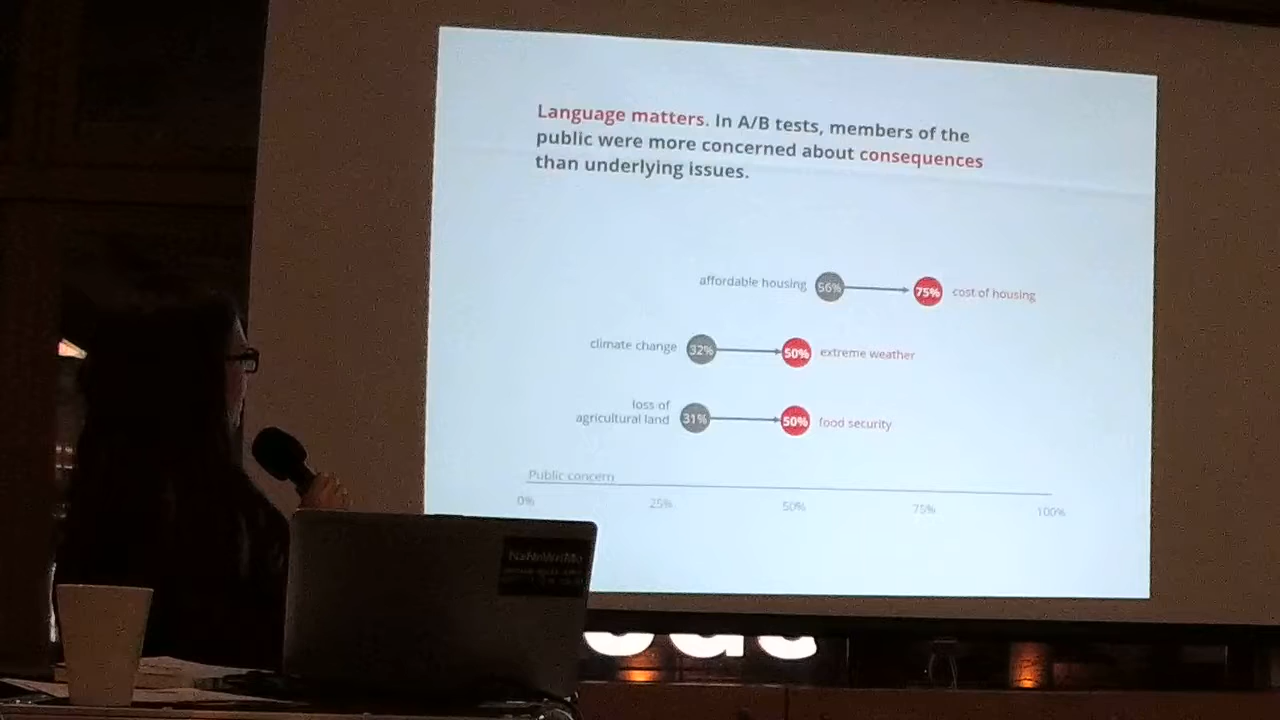 Language matters. In A/B tests, members of the
public were more concerned about consequences
than underlying issues.
affordable housing 56% 75% cost of housing
climate change 32% 50% extreme weather
loss of
agricultural land 31% 50% food security
Public concern
0% 25% 50% 75% 100%
NaNoWriMo